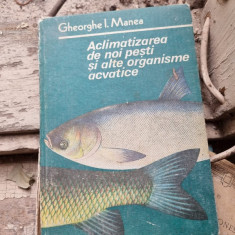 Gheorghe I. Manea
Aclimatizarea
de noi pești
și alte organisme
acvatice